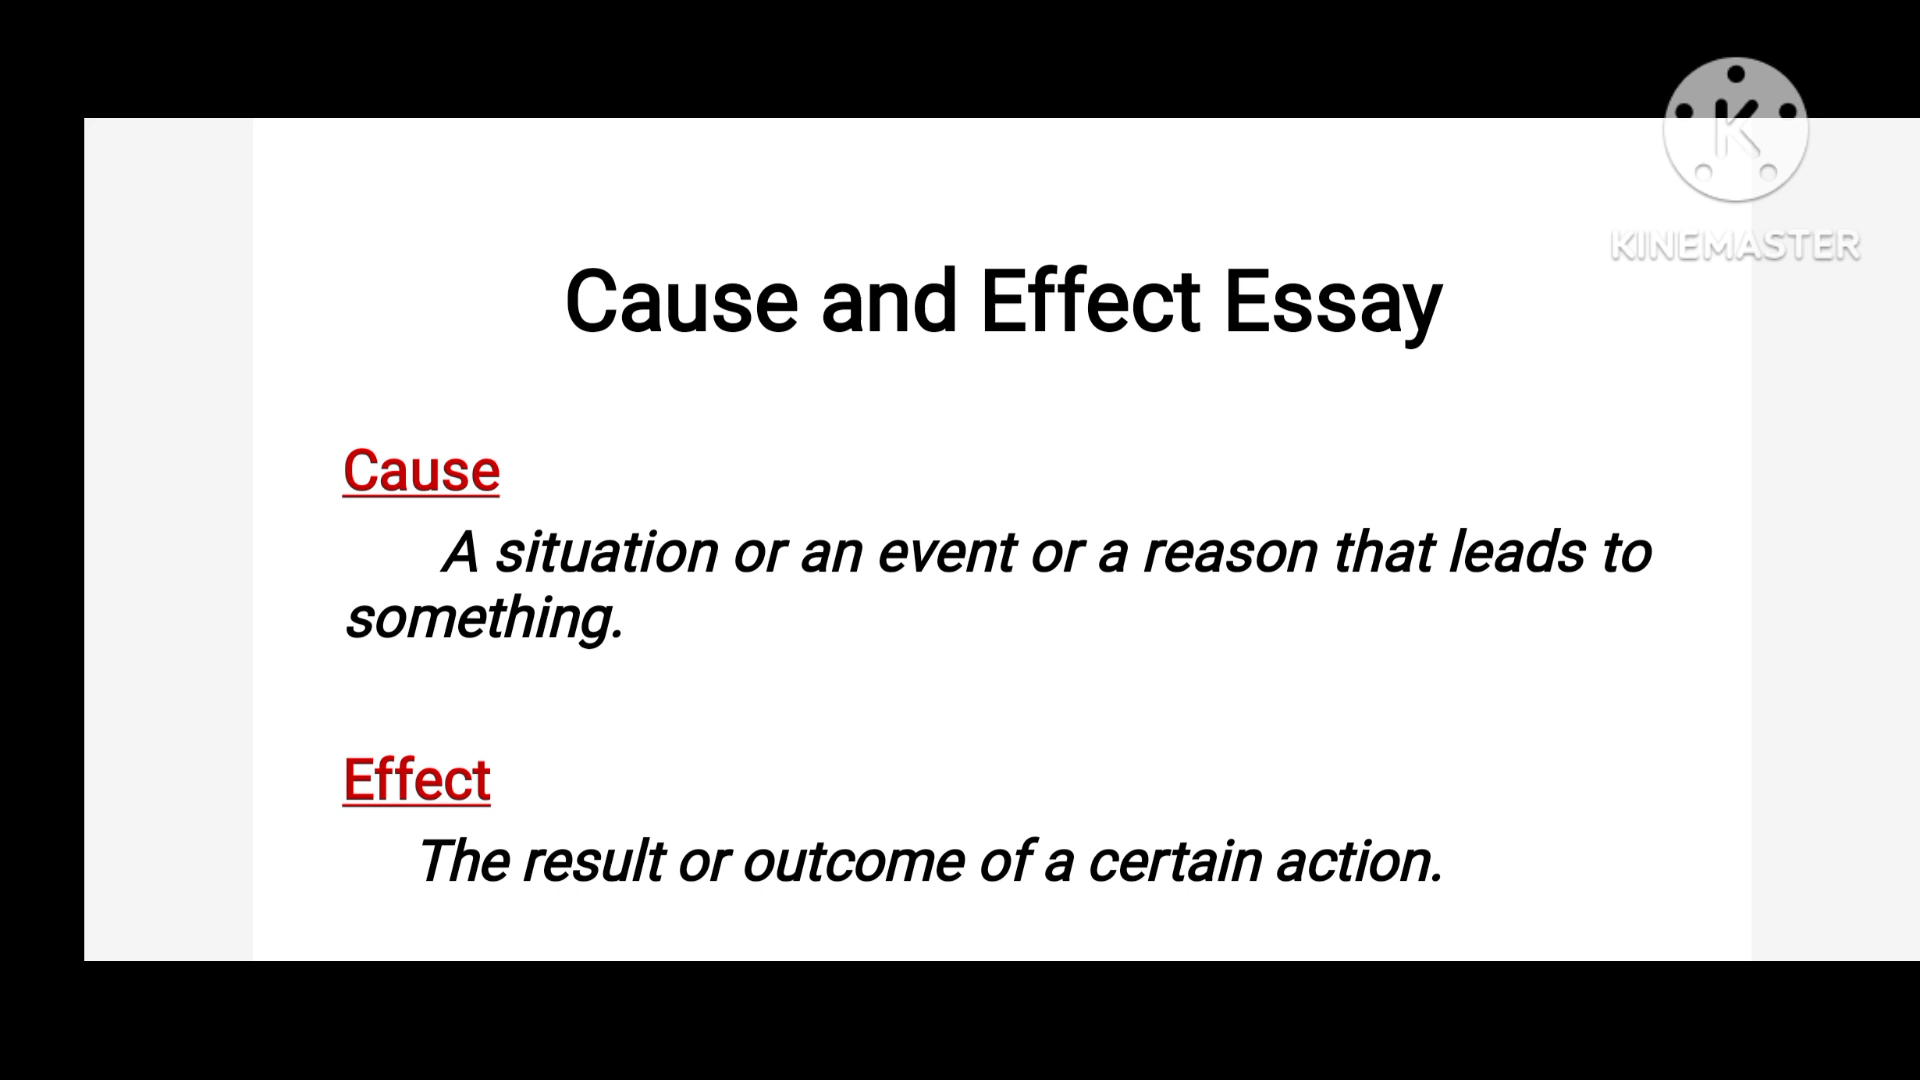 K
KINEMASTER
Cause and Effect Essay
Cause
A situation or an event or a reason that leads to
something.
Effect
The result or outcome of a certain action.